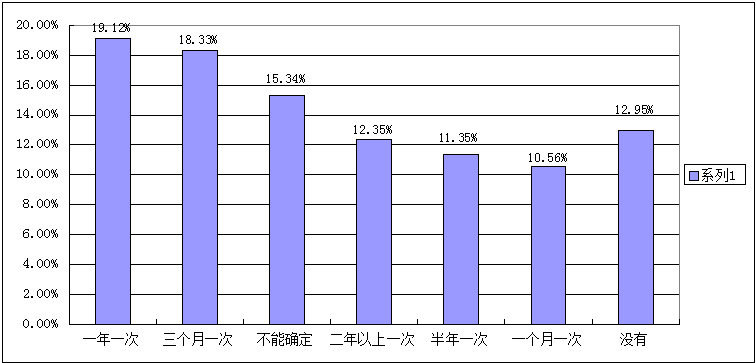 20.00%
18.00%
16.00%
14.00%
12.00%
10.00%
8.00%
6.00%
4.00%
2.00%
0.00%
19.12%
18.33%
15.34%
12.35%
11.35%
10.56%
12.95%
一年一次
三个月一次
不能确定
二年以上一次
半年一次
一个月一次
没有
系列1